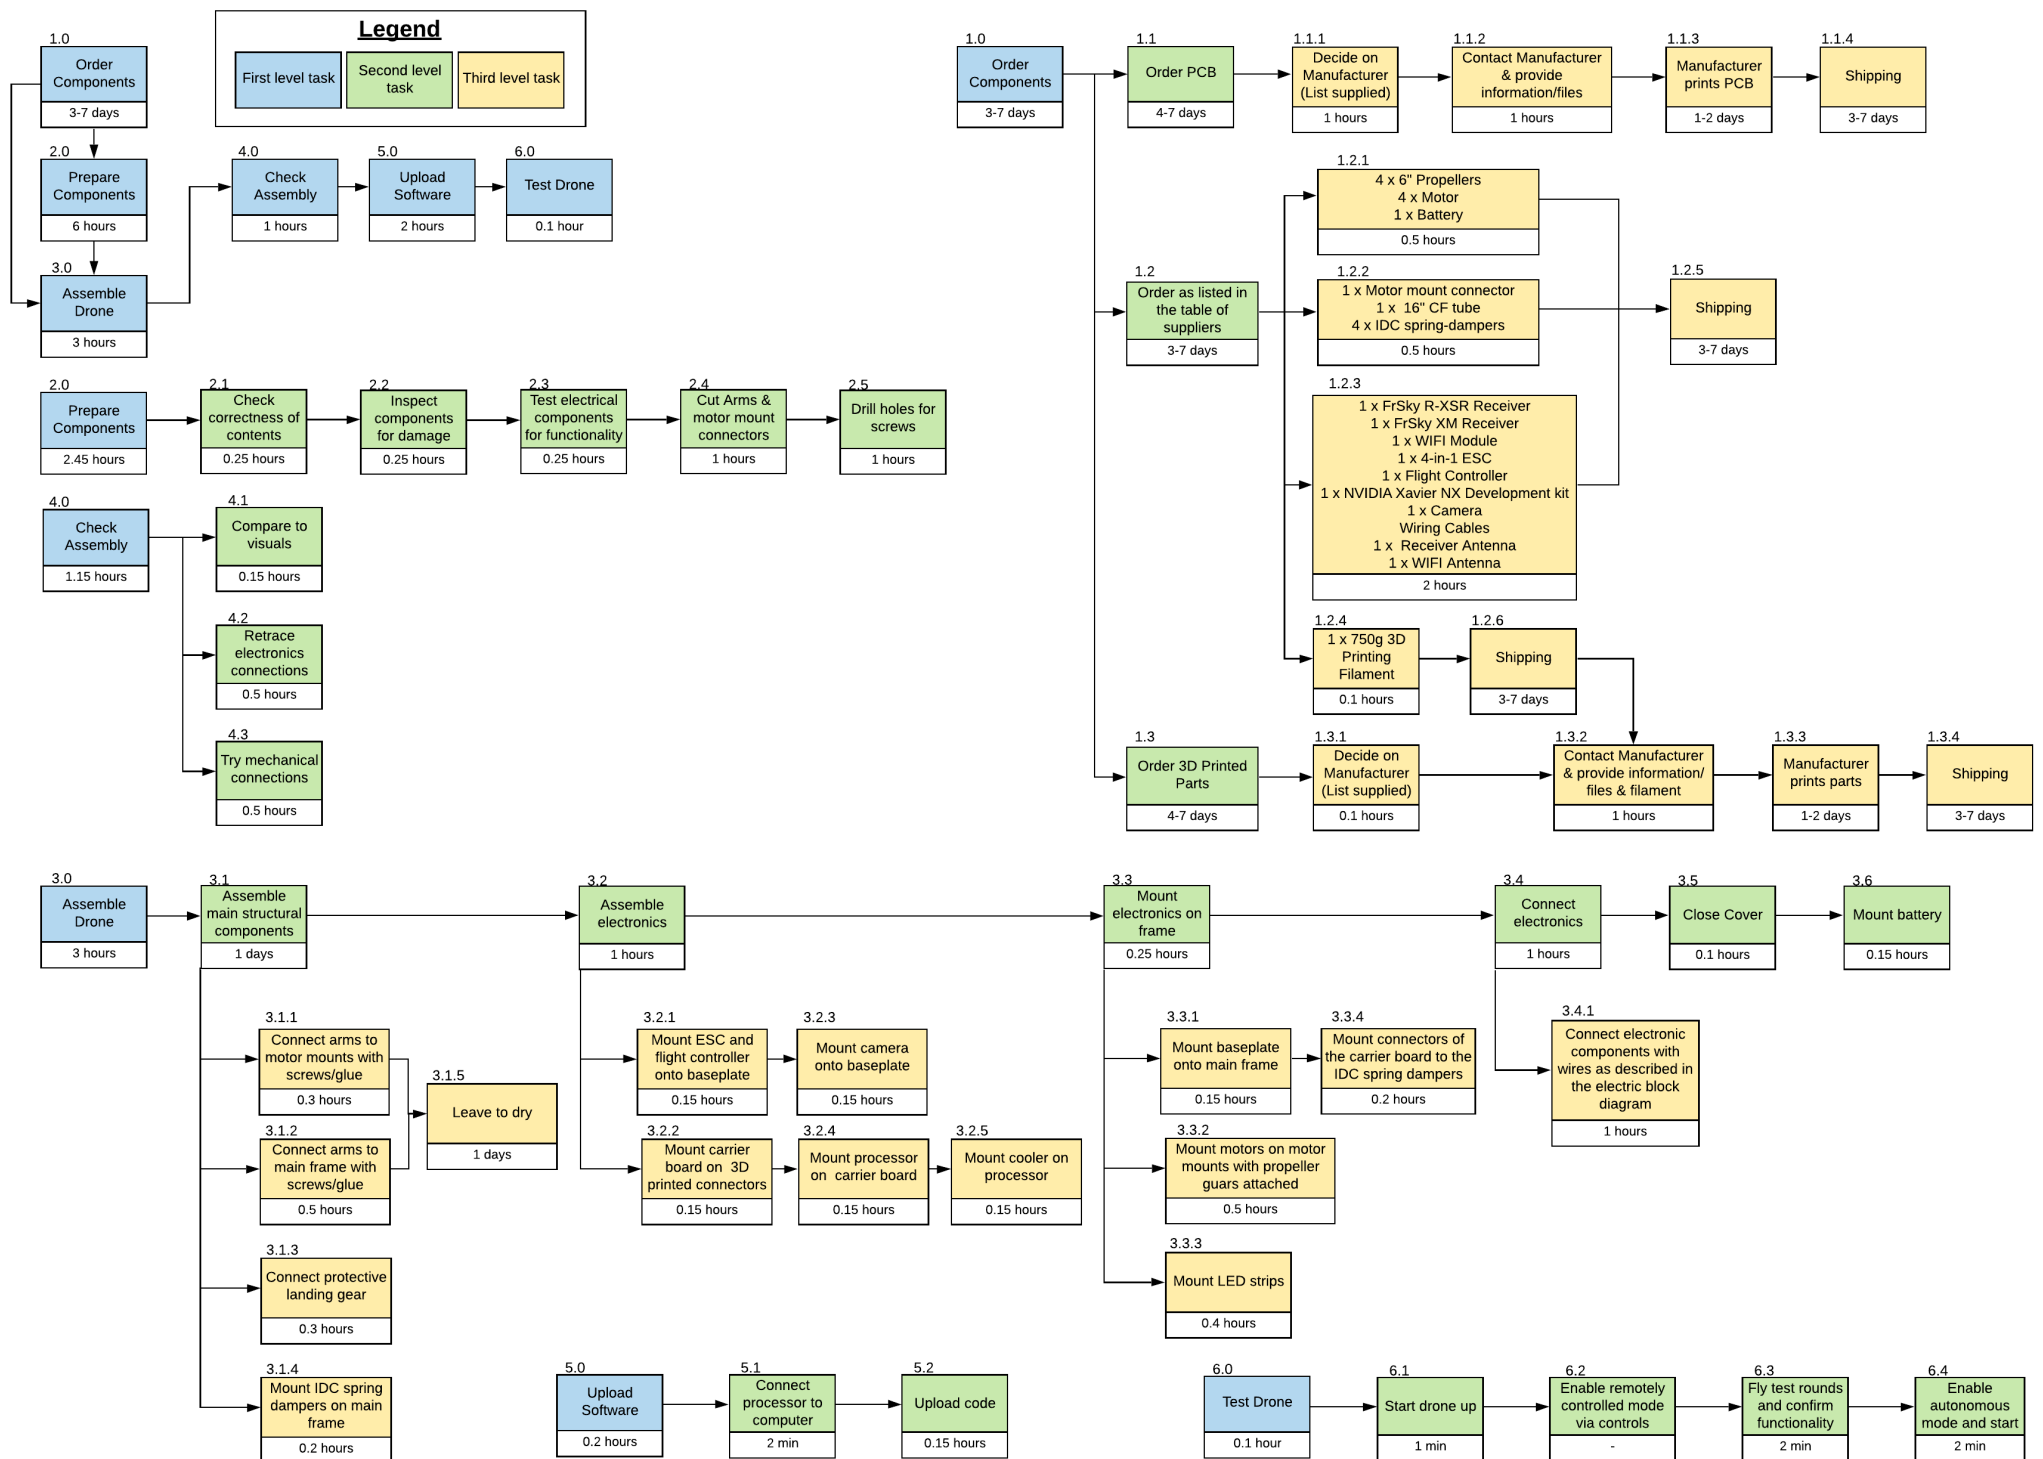 Legend
First level task
Second level
task
Third level task
1.0
Order
Components
3-7 days
2.0
Prepare
Components
6 hours
3.0
Assemble
Drone
3 hours
4.0
Check
Assembly
1 hours
5.0
Upload
Software
2 hours
6.0
Test Drone
0.1 hour
1.0
Order
Components
3-7 days
1.1
Order PCB
4-7 days
1.1.1
Decide on
Manufacturer
(List supplied)
1 hours
1.1.2
Contact Manufacturer
& provide
information/files
1 hours
1.1.3
Manufacturer
prints PCB
1-2 days
1.1.4
Shipping
3-7 days
1.2
Order as listed in
the table of
suppliers
3-7 days
1.2.1
4 x 6" Propellers
4 x Motor
1 x Battery
0.5 hours
1.2.2
1 x Motor mount connector
1 x 16" CF tube
4 x IDC spring-dampers
0.5 hours
1.2.5
Shipping
3-7 days
1.2.3
1 x FrSky R-XSR Receiver
1 x FrSky XM Receiver
1 x WIFI Module
1 x 4-in-1 ESC
1 x Flight Controller
1 x NVIDIA Xavier NX Development kit
1 x Camera
Wiring Cables
1 x Receiver Antenna
1 x WIFI Antenna
2 hours
1.2.4
1 x 750g 3D
Printing
Filament
0.1 hours
1.2.6
Shipping
3-7 days
1.3
Order 3D Printed
Parts
4-7 days
1.3.1
Decide on
Manufacturer
(List supplied)
0.1 hours
1.3.2
Contact Manufacturer
& provide information/
files & filament
1 hours
1.3.3
Manufacturer
prints parts
1-2 days
1.3.4
Shipping
3-7 days
2.0
Prepare
Components
2.45 hours
2.1
Check
correctness of
contents
0.25 hours
2.2
Inspect
components
for damage
0.25 hours
2.3
Test electrical
components
for functionality
0.25 hours
2.4
Cut Arms &
motor mount
connectors
1 hours
2.5
Drill holes for
screws
1 hours
4.0
Check
Assembly
1.15 hours
4.1
Compare to
visuals
0.15 hours
4.2
Retrace
electronics
connections
0.5 hours
4.3
Try mechanical
connections
0.5 hours
3.0
Assemble
Drone
3 hours
3.1
Assemble
main structural
components
1 days
3.2
Assemble
electronics
1 hours
3.3
Mount
electronics on
frame
0.25 hours
3.4
Connect
electronics
1 hours
3.5
Close Cover
0.1 hours
3.6
Mount battery
0.15 hours
3.1.1
Connect arms to
motor mounts with
screws/glue
0.3 hours
3.1.2
Connect arms to
main frame with
screws/glue
0.5 hours
3.1.5
Leave to dry
1 days
3.1.3
Connect protective
landing gear
0.3 hours
3.1.4
Mount IDC spring
dampers on main
frame
0.2 hours
3.2.1
Mount ESC and
flight controller
onto baseplate
0.15 hours
3.2.3
Mount camera
onto baseplate
0.15 hours
3.2.2
Mount carrier
board on 3D
printed connectors
0.15 hours
3.2.4
Mount processor
on carrier board
0.15 hours
3.2.5
Mount cooler on
processor
0.15 hours
3.3.1
Mount baseplate
onto main frame
0.15 hours
3.3.4
Mount connectors of
the carrier board to the
IDC spring dampers
0.2 hours
3.3.2
Mount motors on motor
mounts with propeller
guars attached
0.5 hours
3.3.3
Mount LED strips
0.4 hours
3.4.1
Connect electronic
components with
wires as described in
the electric block
diagram
1 hours
5.0
Upload
Software
0.2 hours
5.1
Connect
processor to
computer
2 min
5.2
Upload code
0.15 hours
6.0
Test Drone
0.1 hour
6.1
Start drone up
1 min
6.2
Enable remotely
controlled mode
via controls
-
6.3
Fly test rounds
and confirm
functionality
2 min
6.4
Enable
autonomous
mode and start
2 min